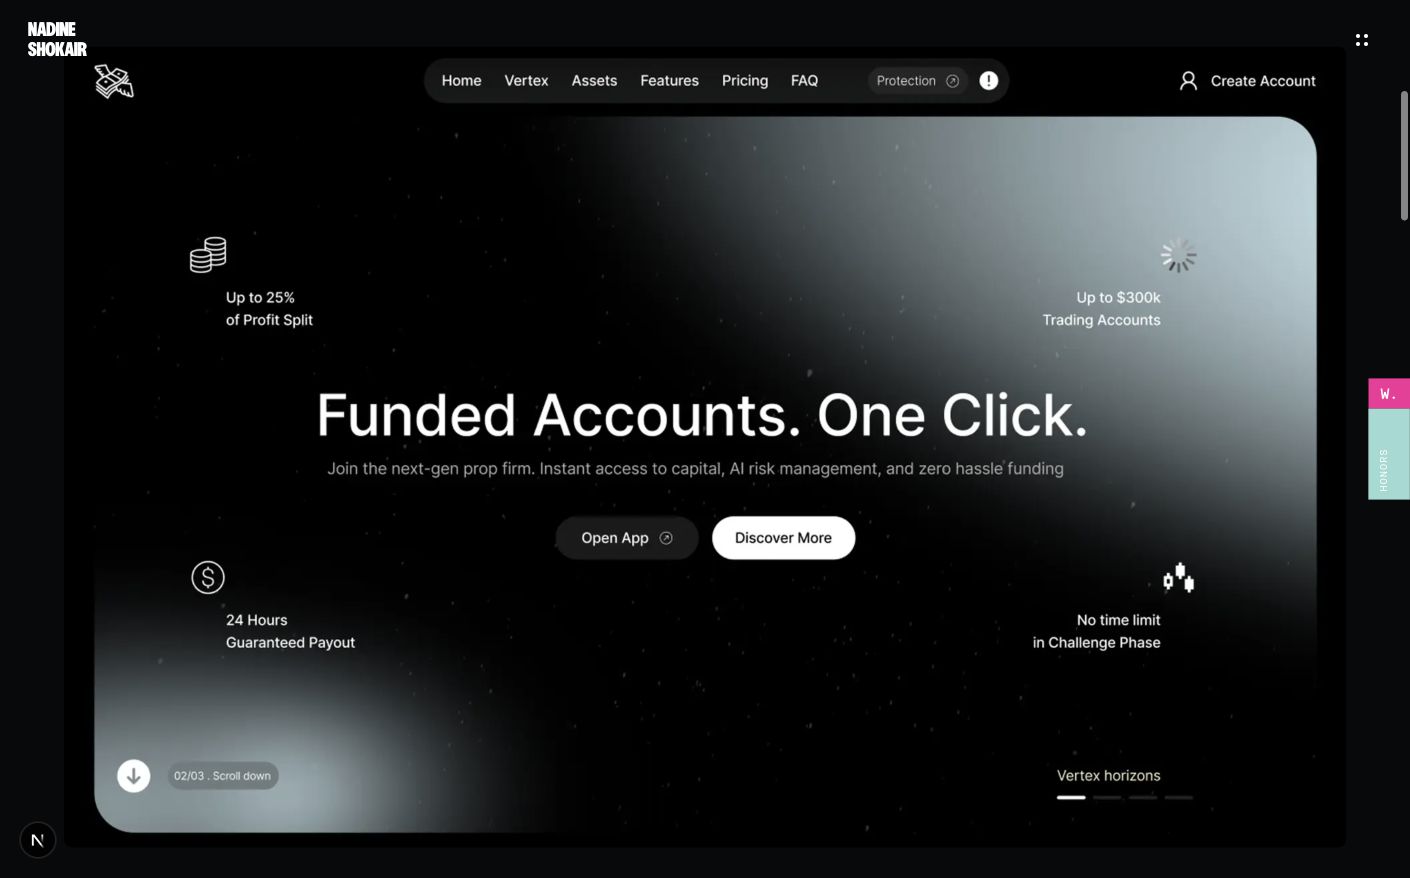 NADINE
SHOKAIR
Home Vertex Assets Features Pricing FAQ Protection Create Account
Up to 25%
of Profit Split
Up to $300k
Trading Accounts
Funded Accounts. One Click.
Join the next-gen prop firm. Instant access to capital, AI risk management, and zero hassle funding
Open App Discover More
24 Hours
Guaranteed Payout
No time limit
in Challenge Phase
02/03 . Scroll down
Vertex horizons
W.
HONORS
N